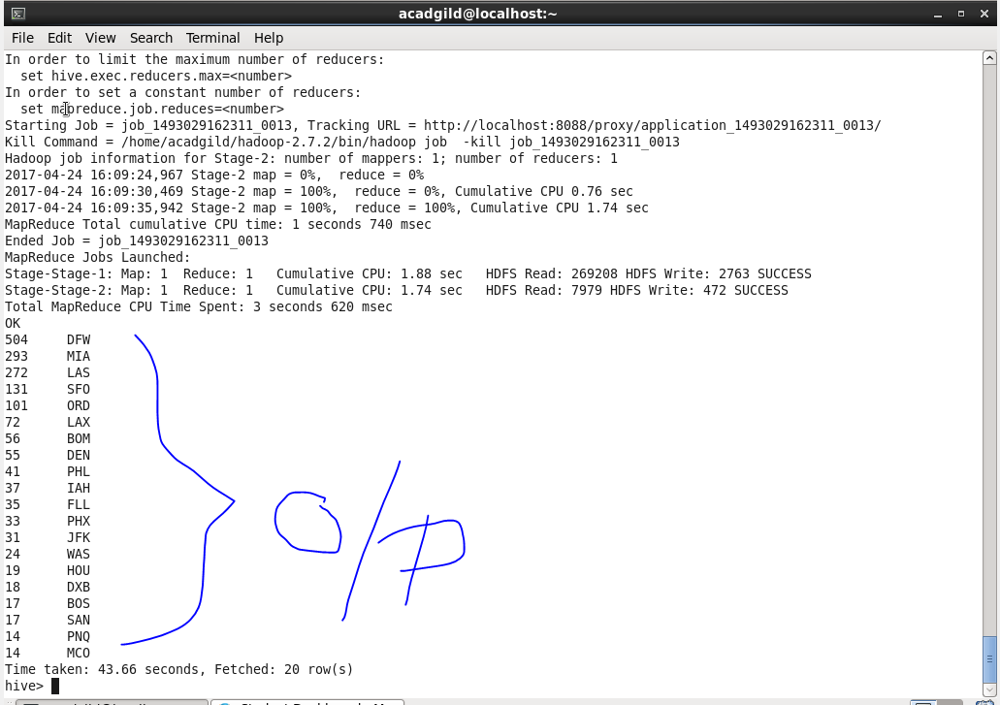 acadgild@localhost:~
File Edit View Search Terminal Help
In order to limit the maximum number of reducers:
  set hive.exec.reducers.max=<number>
In order to set a constant number of reducers:
  set mapreduce.job.reduces=<number>
Starting Job = job_1493029162311_0013, Tracking URL = http://localhost:8088/proxy/application_1493029162311_0013/
Kill Command = /home/acadgild/hadoop-2.7.2/bin/hadoop job  -kill job_1493029162311_0013
Hadoop job information for Stage-2: number of mappers: 1; number of reducers: 1
2017-04-24 16:09:24,967 Stage-2 map = 0%,  reduce = 0%
2017-04-24 16:09:30,469 Stage-2 map = 100%,  reduce = 0%, Cumulative CPU 0.76 sec
2017-04-24 16:09:35,942 Stage-2 map = 100%,  reduce = 100%, Cumulative CPU 1.74 sec
MapReduce Total cumulative CPU time: 1 seconds 740 msec
Ended Job = job_1493029162311_0013
MapReduce Jobs Launched:
Stage-Stage-1: Map: 1  Reduce: 1   Cumulative CPU: 1.88 sec   HDFS Read: 269208 HDFS Write: 2763 SUCCESS
Stage-Stage-2: Map: 1  Reduce: 1   Cumulative CPU: 1.74 sec   HDFS Read: 7979 HDFS Write: 472 SUCCESS
Total MapReduce CPU Time Spent: 3 seconds 620 msec
OK
504     DFW
293     MIA
272     LAS
131     SFO
101     ORD
72      LAX
56      BOM
55      DEN
41      PHL
37      IAH
35      FLL
33      PHX
31      JFK
24      WAS
19      HOU
18      DXB
17      BOS
17      SAN
14      PNQ
14      MCO
o/p
Time taken: 43.66 seconds, Fetched: 20 row(s)
hive>